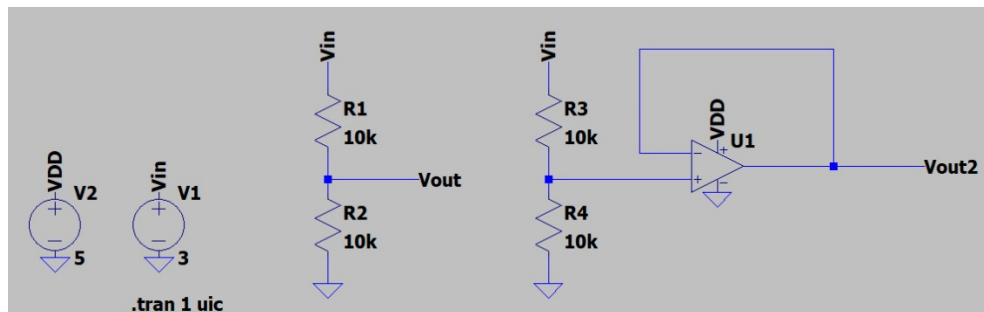 VDD
V2
5
Vin
V1
3
.tran 1 uic
Vin
R1
10k
Vout
R2
10k
Vin
R3
10k
R4
10k
VDD
U1
Vout2